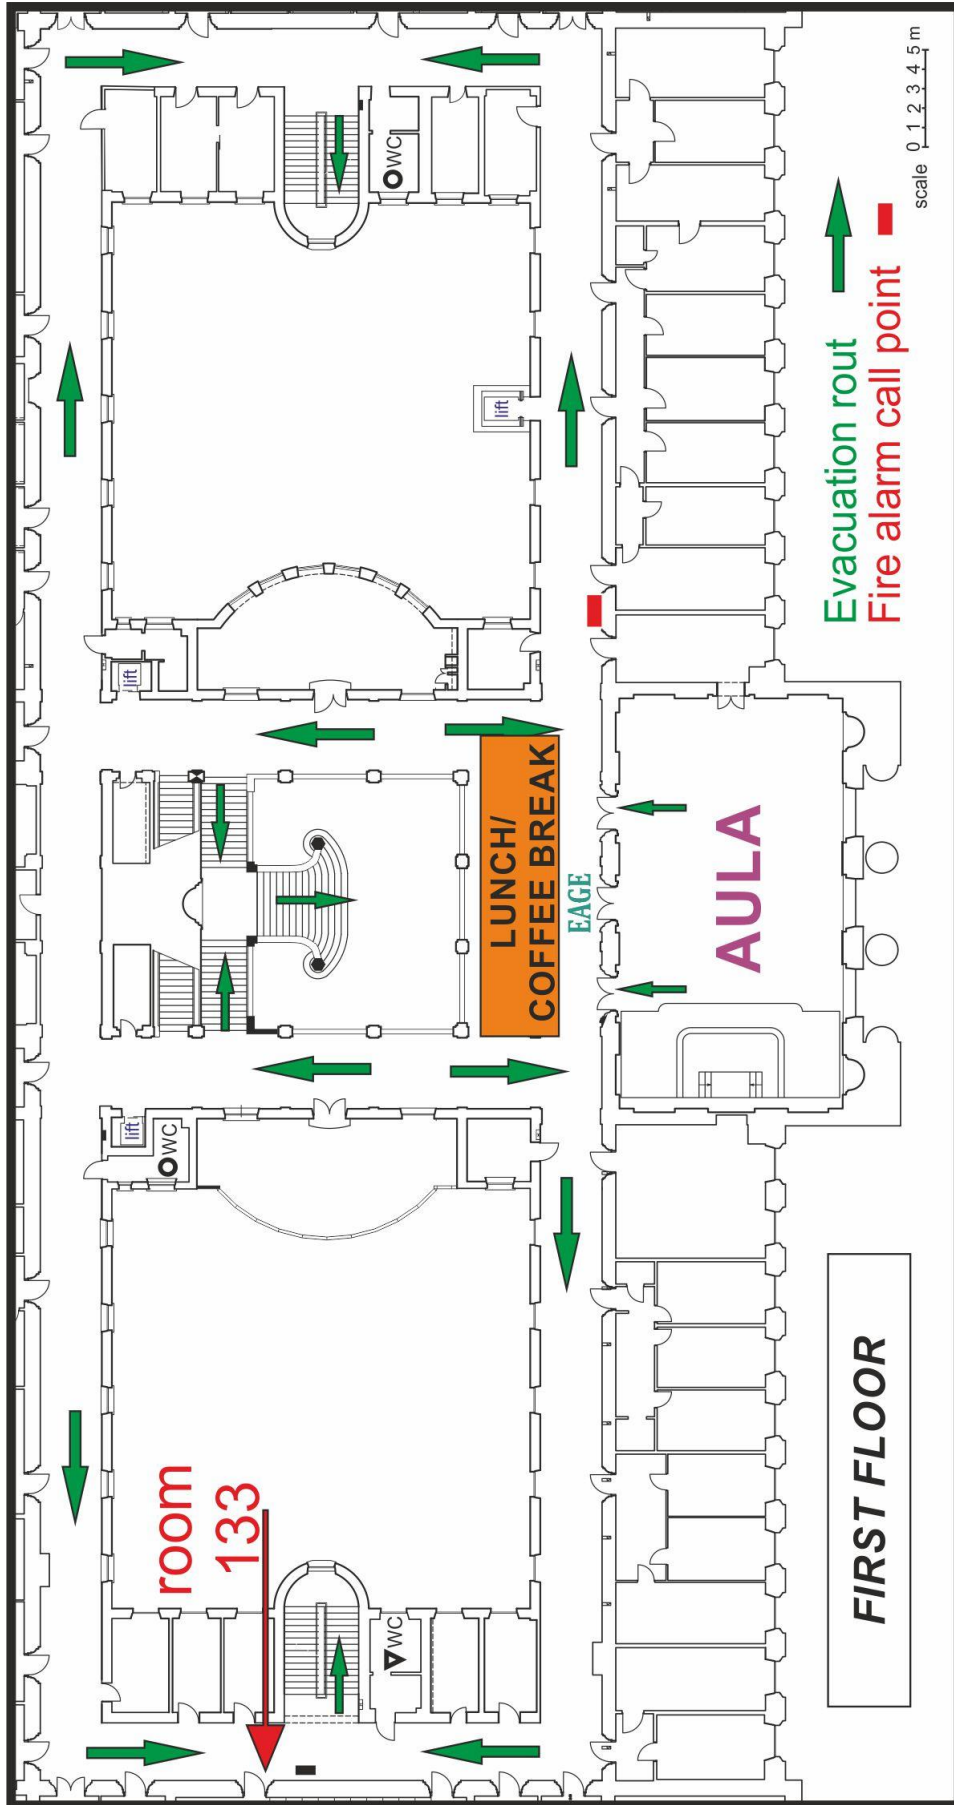 WC
WC
lift
lift
lift
WC
room
133
LUNCH/
COFFEE BREAK
EAGE
AULA
Evacuation rout
Fire alarm call point
scale 0 1 2 3 4 5 m
FIRST FLOOR